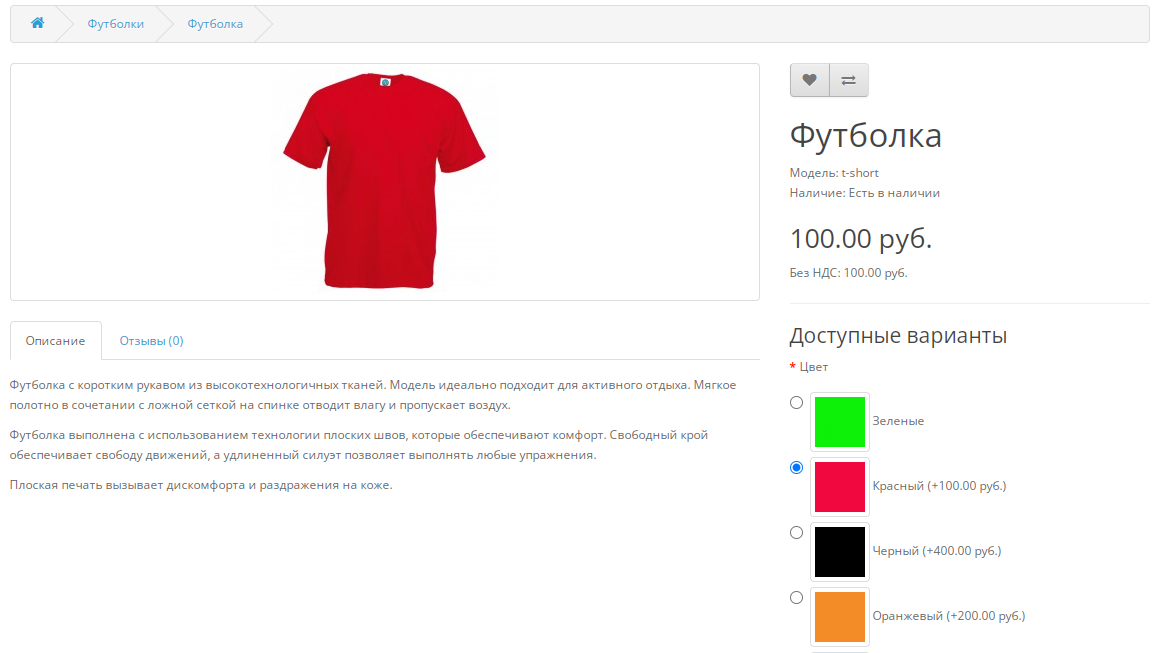 Футболки
Футболка
Футболка
Модель: t-short
Наличие: Есть в наличии
100.00 руб.
Без НДС: 100.00 руб.
Описание
Отзывы (0)
Футболка с коротким рукавом из высокотехнологичных тканей. Модель идеально подходит для активного отдыха. Мягкое
полотно в сочетании с ложной сеткой на спинке отводит влагу и пропускает воздух.
Футболка выполнена с использованием технологии плоских швов, которые обеспечивают комфорт. Свободный крой
обеспечивает свободу движений, а удлиненный силуэт позволяет выполнять любые упражнения.
Плоская печать вызывает дискомфорта и раздражения на коже.
Доступные варианты
* Цвет
Зеленые
Красный (+100.00 руб.)
Черный (+400.00 руб.)
Оранжевый (+200.00 руб.)